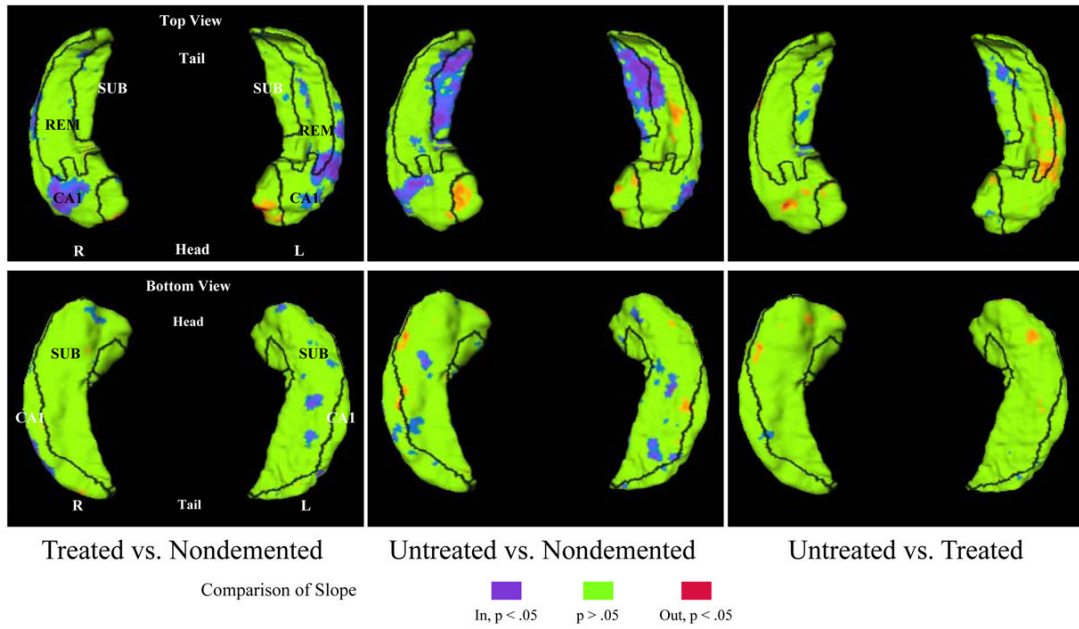 Top View
Tail
SUB
SUB
REM
REM
CA1
CA1
R
Head
L
Bottom View
Head
SUB
SUB
CA1
CA1
R
Tail
L
Treated vs. Nondemented
Untreated vs. Nondemented
Untreated vs. Treated
Comparison of Slope
In, p < .05
p > .05
Out, p < .05